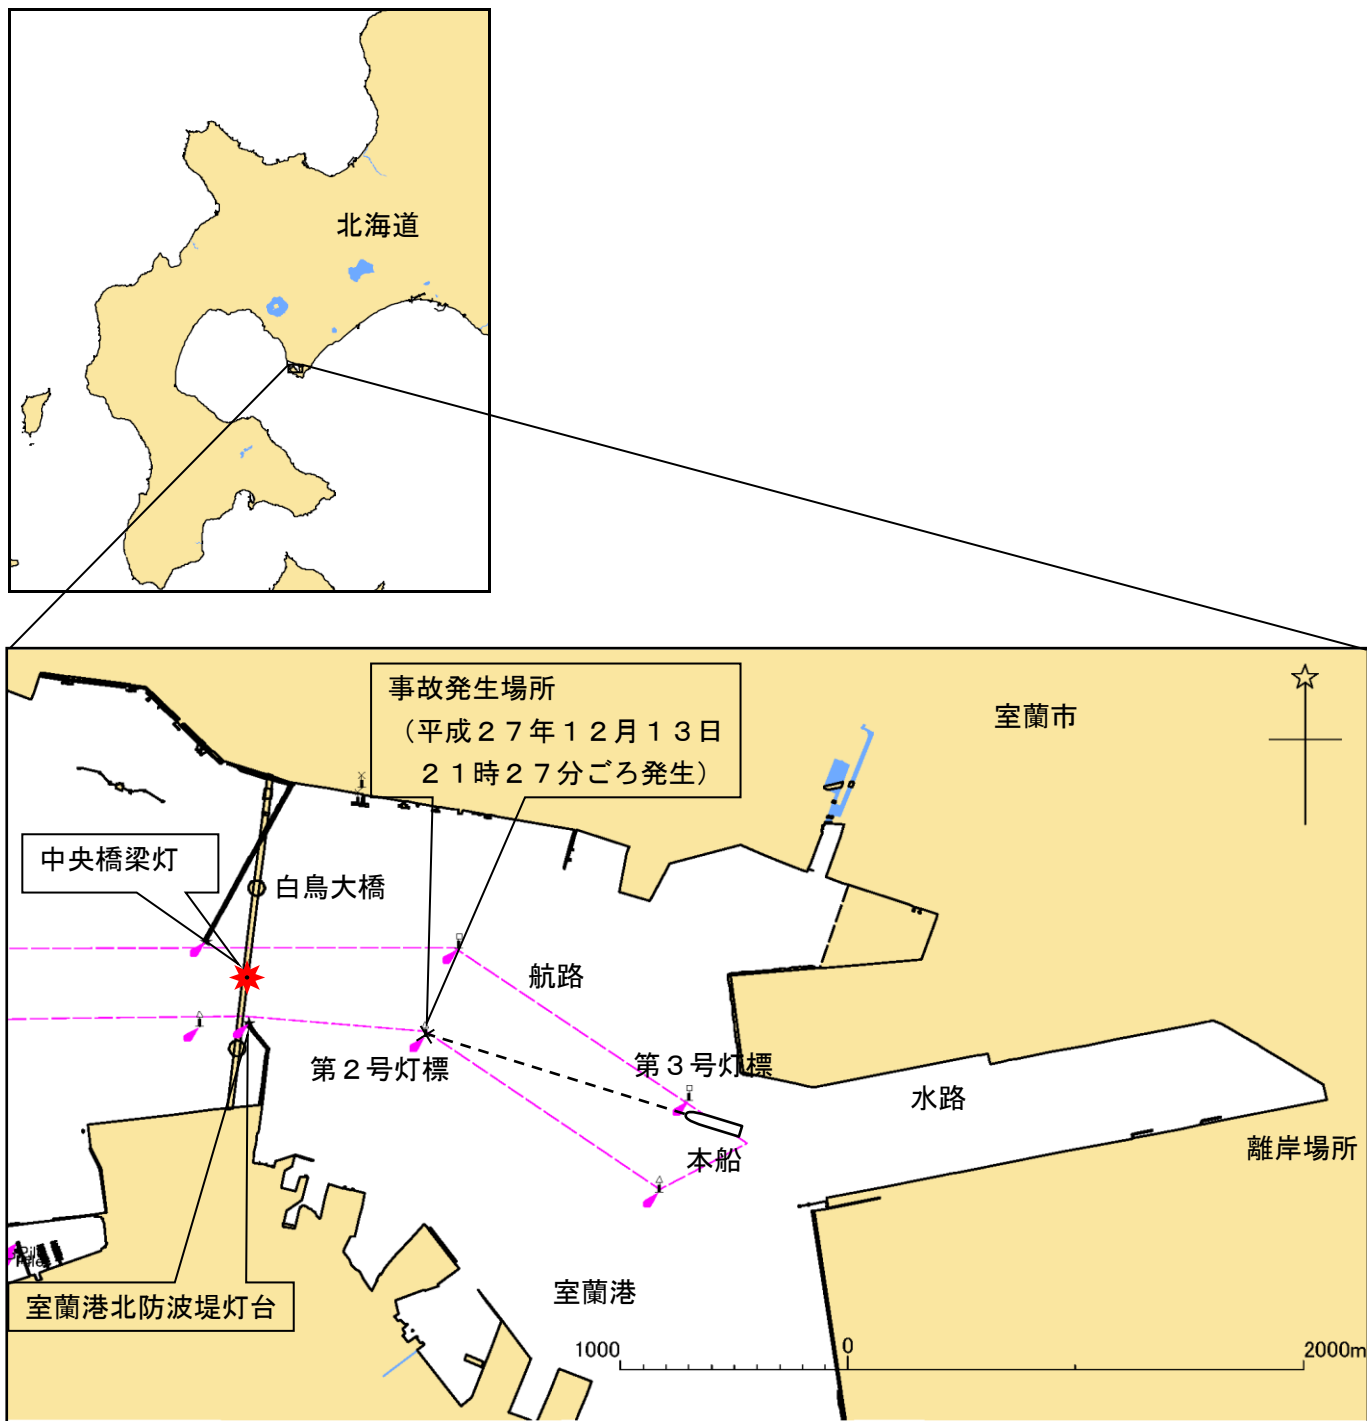 北海道
事故発生場所
（平成２７年１２月１３日
２１時２７分ごろ発生）
室蘭市
中央橋梁灯
白鳥大橋
航路
第２号灯標
第３号灯標
水路
本船
離岸場所
室蘭港
室蘭港北防波堤灯台
1000 0 2000m